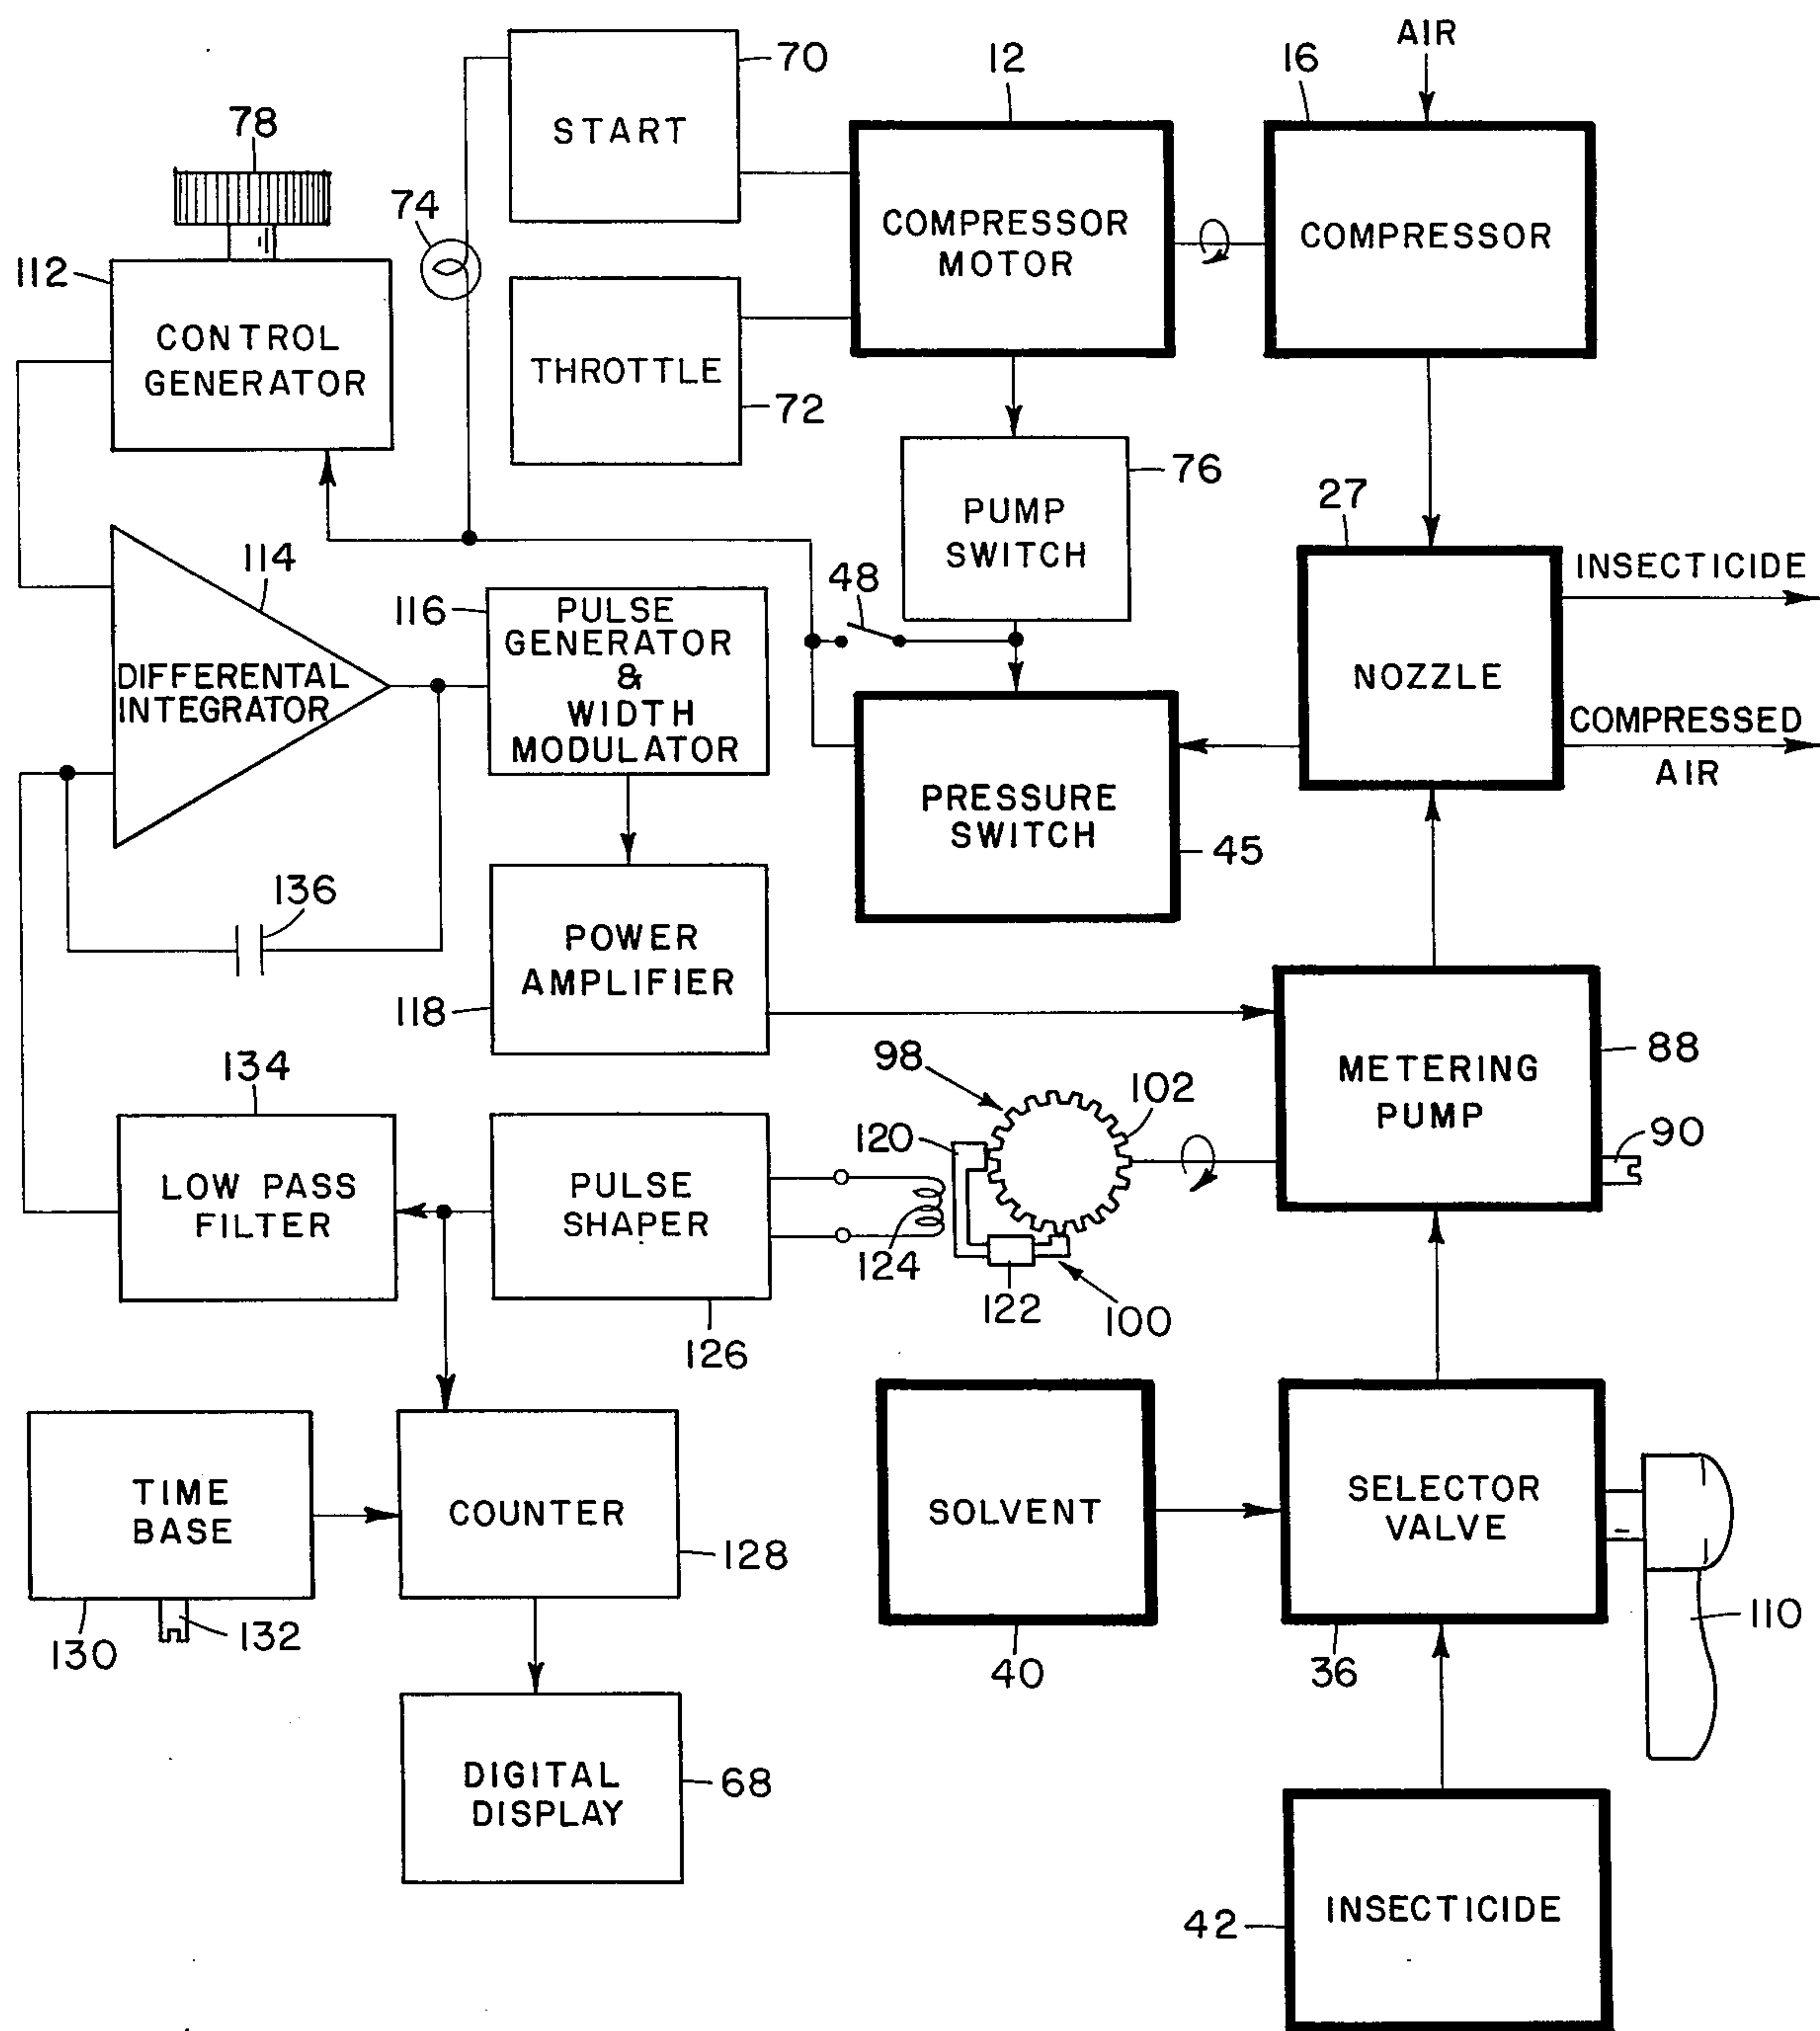 AIR
70
12
16
START
78
COMPRESSOR
MOTOR
COMPRESSOR
74
112
CONTROL
GENERATOR
THROTTLE
72
76
PUMP
SWITCH
27
INSECTICIDE
114
48
116
PULSE
GENERATOR
&
WIDTH
MODULATOR
DIFFERENTAL
INTEGRATOR
NOZZLE
COMPRESSED
AIR
PRESSURE
SWITCH
45
136
POWER
AMPLIFIER
118
98
102
METERING
PUMP
88
90
134
120
LOW PASS
FILTER
PULSE
SHAPER
124
122
100
126
TIME
BASE
COUNTER
128
SOLVENT
SELECTOR
VALVE
110
130
132
40
36
DIGITAL
DISPLAY
68
42
INSECTICIDE